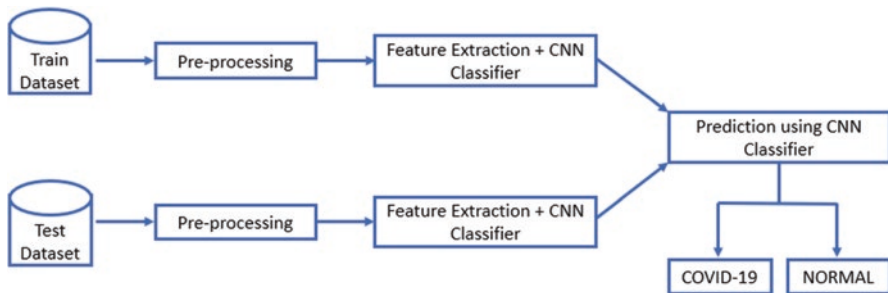 Train
Dataset
Pre-processing
Feature Extraction + CNN
Classifier
Prediction using CNN
Classifier
Test
Dataset
Pre-processing
Feature Extraction + CNN
Classifier
COVID-19
NORMAL